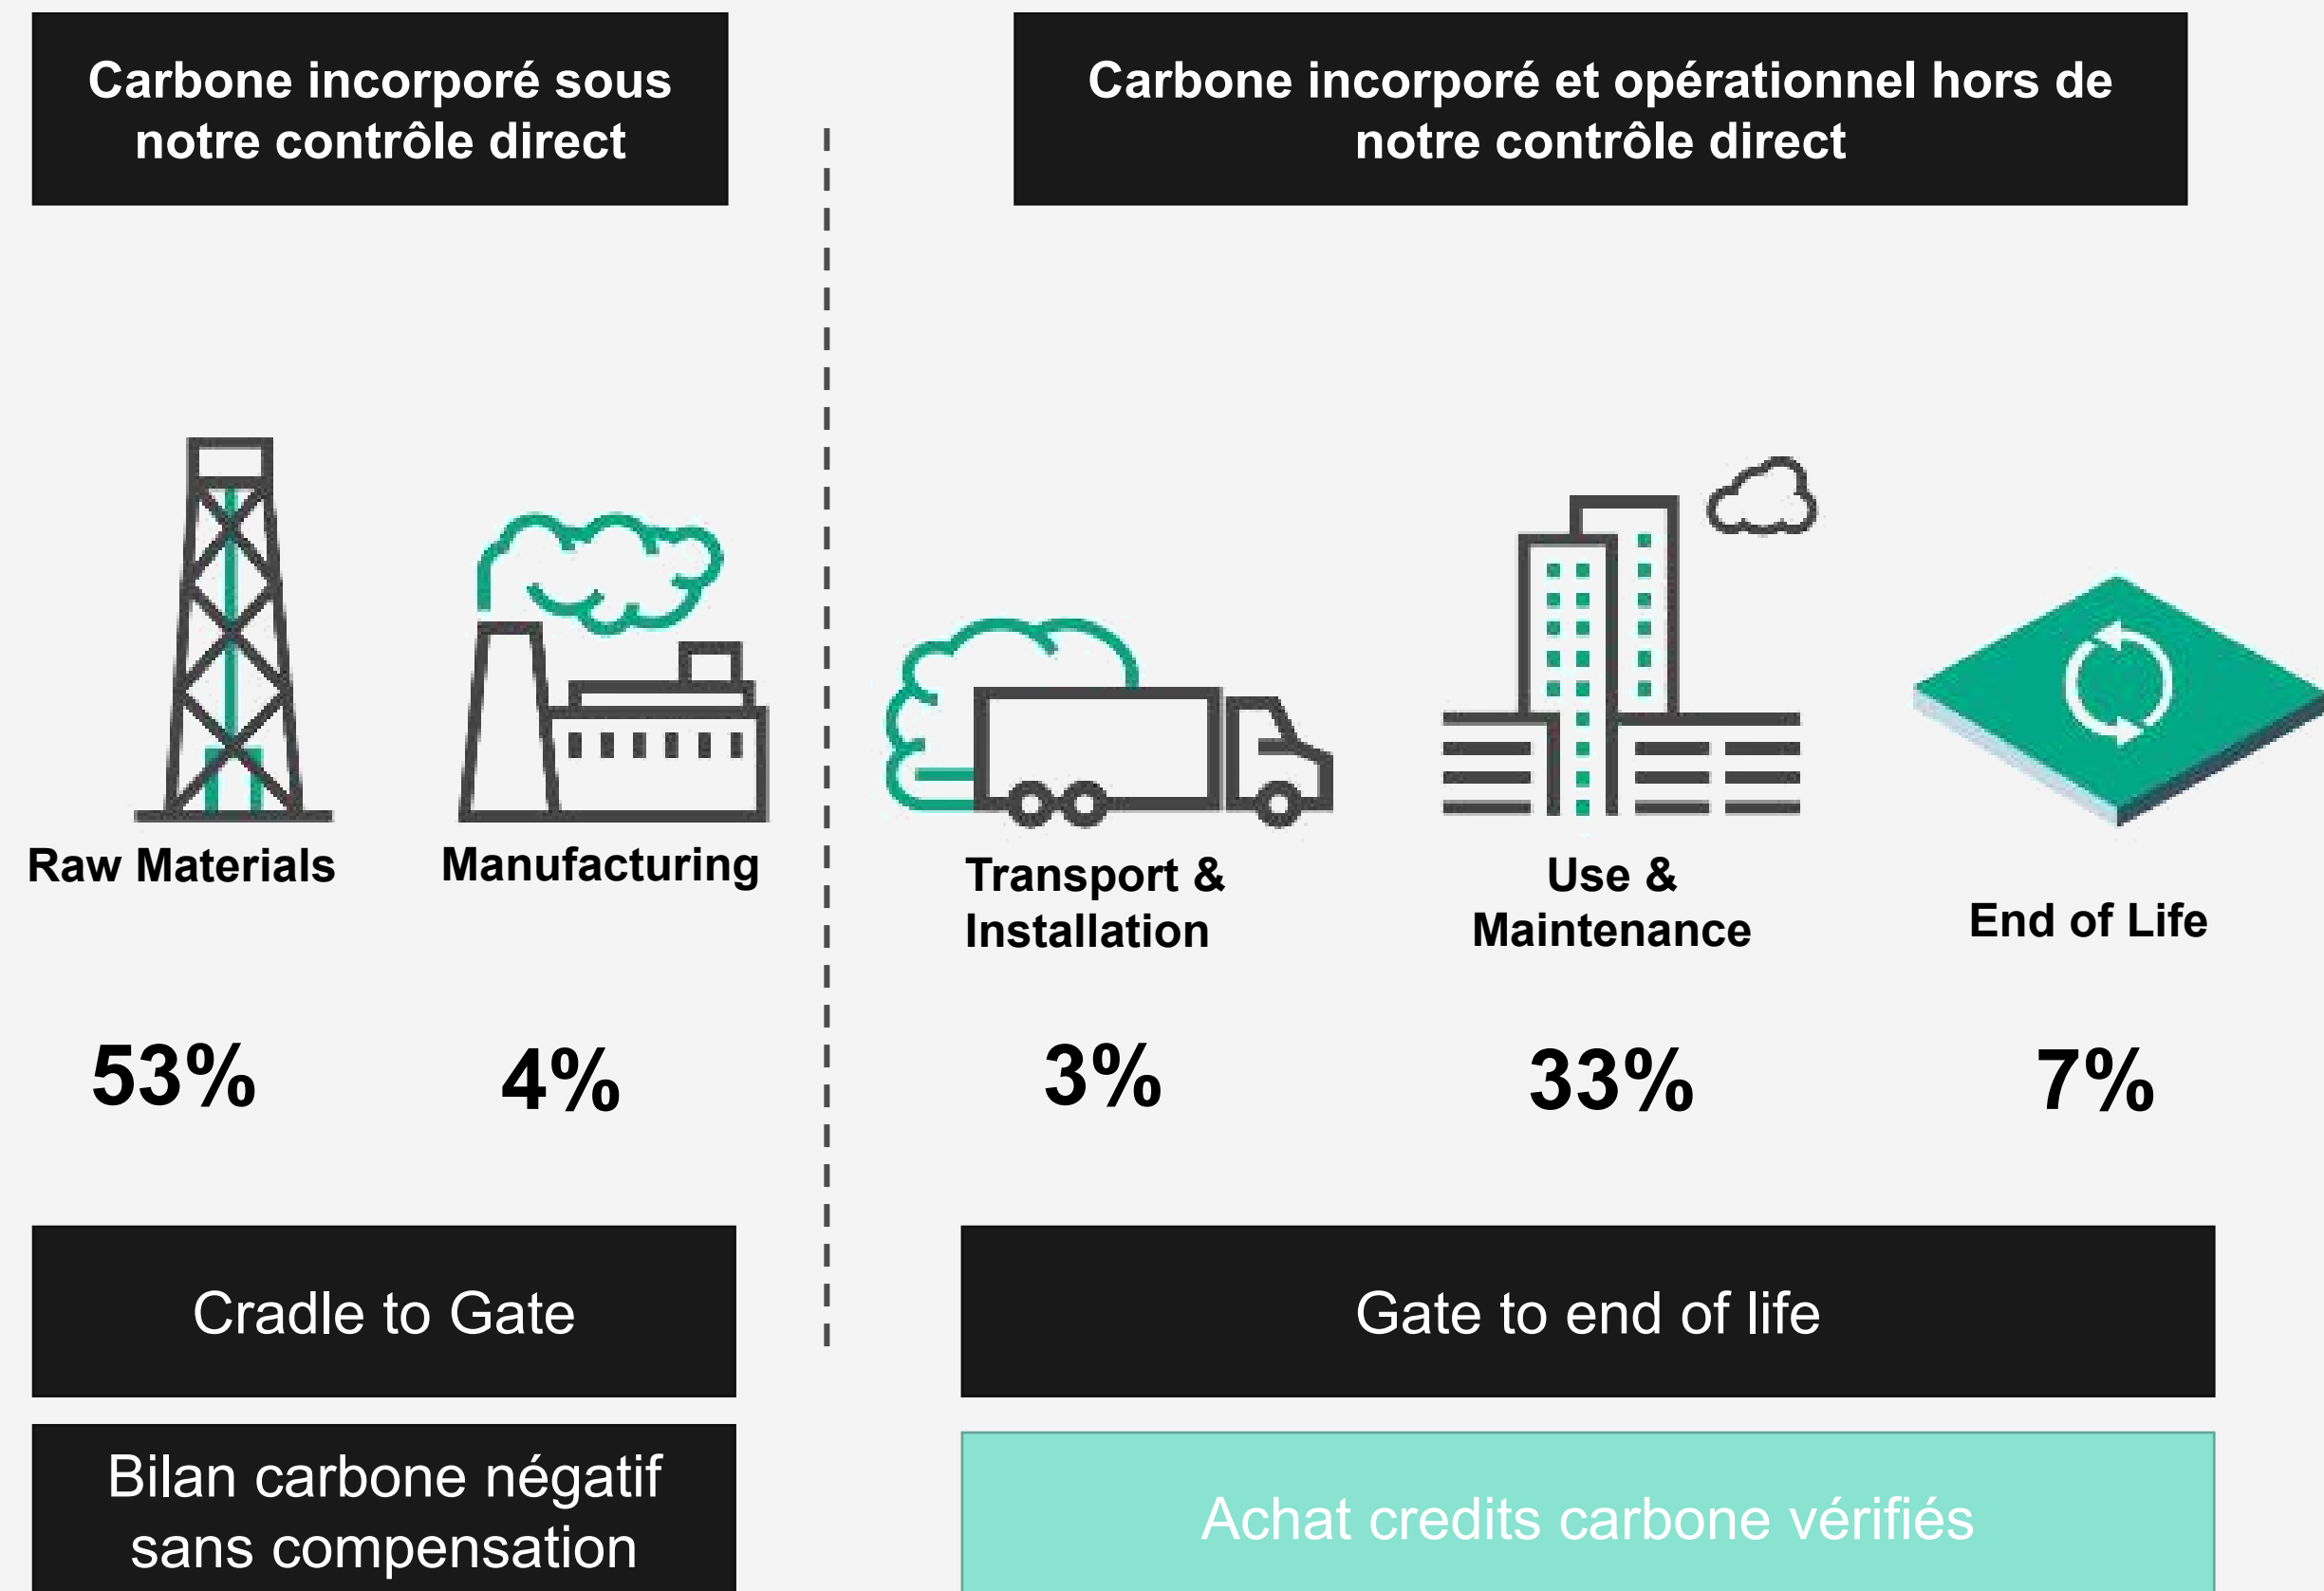 Carbone incorporé sous
notre contrôle direct
Carbone incorporé et opérationnel hors de
notre contrôle direct
Raw Materials
Manufacturing
Transport &
Installation
Use &
Maintenance
End of Life
53%
4%
3%
33%
7%
Cradle to Gate
Gate to end of life
Bilan carbone négatif
sans compensation
Achat credits carbone vérifiés